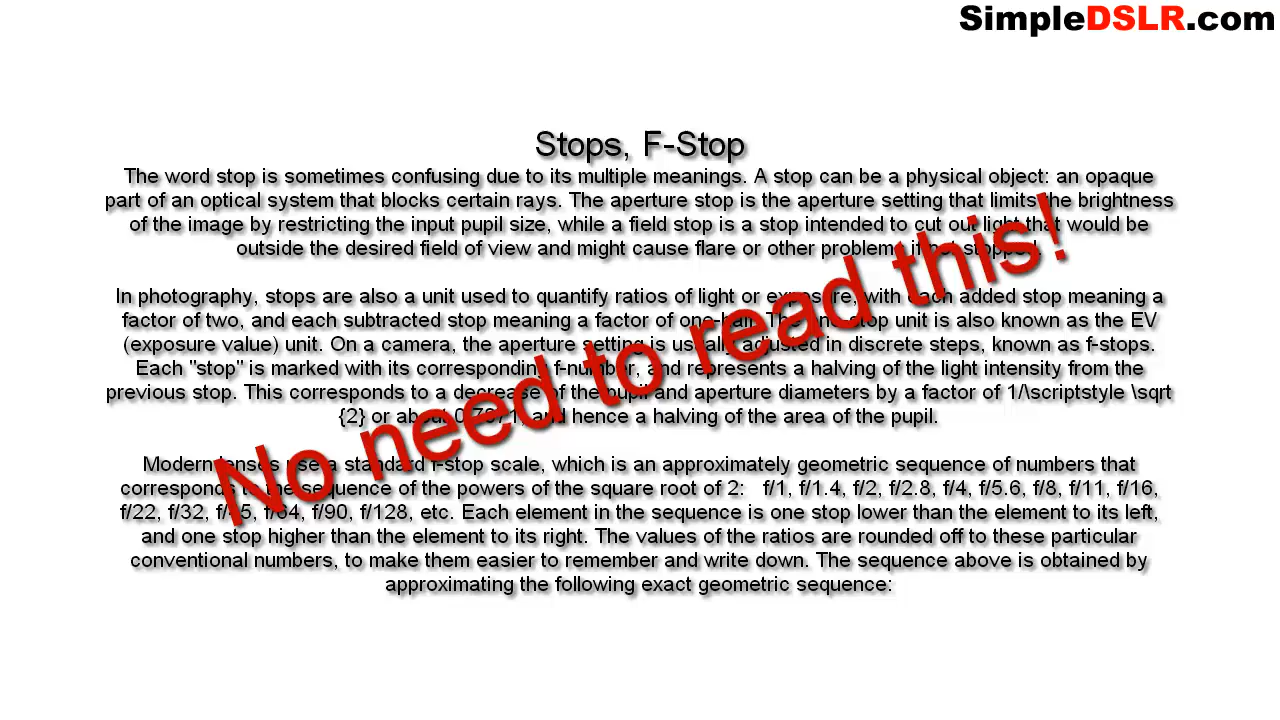 SimpleDSLR.com
Stops, F-Stop
The word stop is sometimes confusing due to its multiple meanings. A stop can be a physical object: an opaque
part of an optical system that blocks certain rays. The aperture stop is the aperture setting that limits the brightness
of the image by restricting the input pupil size, while a field stop is a stop intended to cut out light that would be
outside the desired field of view and might cause flare or other problems if not stopped.
In photography, stops are also a unit used to quantify ratios of light or exposure, with each added stop meaning a
factor of two, and each subtracted stop meaning a factor of one-half. The one-stop unit is also known as the EV
(exposure value) unit. On a camera, the aperture setting is usually adjusted in discrete steps, known as f-stops.
Each "stop" is marked with its corresponding f-number, and represents a halving of the light intensity from the
previous stop. This corresponds to a decrease of the pupil and aperture diameters by a factor of 1/\scriptstyle \sqrt
{2} or about 0.7071, and hence a halving of the area of the pupil.
Modern lenses use a standard f-stop scale, which is an approximately geometric sequence of numbers that
corresponds to the sequence of the powers of the square root of 2: f/1, f/1.4, f/2, f/2.8, f/4, f/5.6, f/8, f/11, f/16,
f/22, f/32, f/45, f/64, f/90, f/128, etc. Each element in the sequence is one stop lower than the element to its left,
and one stop higher than the element to its right. The values of the ratios are rounded off to these particular
conventional numbers, to make them easier to remember and write down. The sequence above is obtained by
approximating the following exact geometric sequence:
No need to read this!